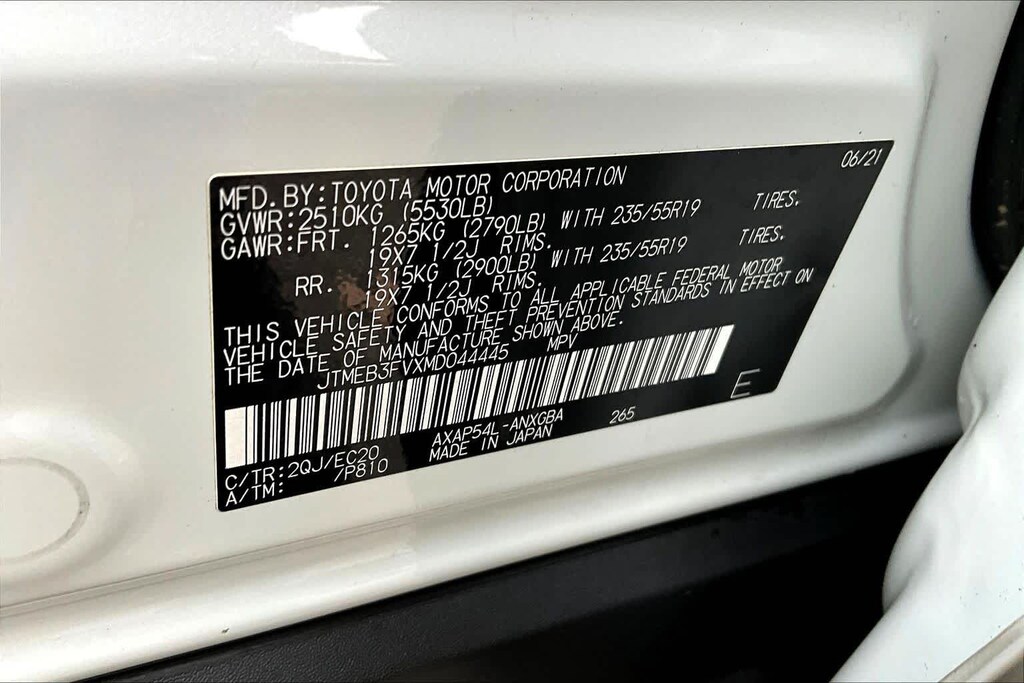 06/21
MFD.BY:TOYOTA MOTOR CORPORATION
GVWR:2510KG (5530LB)
GAWR:FRT. 1265KG (2790LB) WITH 235/55R19 TIRES.
19X7 1/2J RIMS.
RR. 1315KG (2900LB) WITH 235/55R19 TIRES.
19X7 1/2J RIMS.
THIS VEHICLE CONFORMS TO ALL APPLICABLE FEDERAL MOTOR
VEHICLE SAFETY AND THEFT PREVENTION STANDARDS IN EFFECT ON
THE DATE OF MANUFACTURE SHOWN ABOVE.
JTMEB3FVXMD044445 MPV
E
C/TR:2QJ/EC20 AXAP54L-ANXGBA 265
A/TM: /P810 MADE IN JAPAN